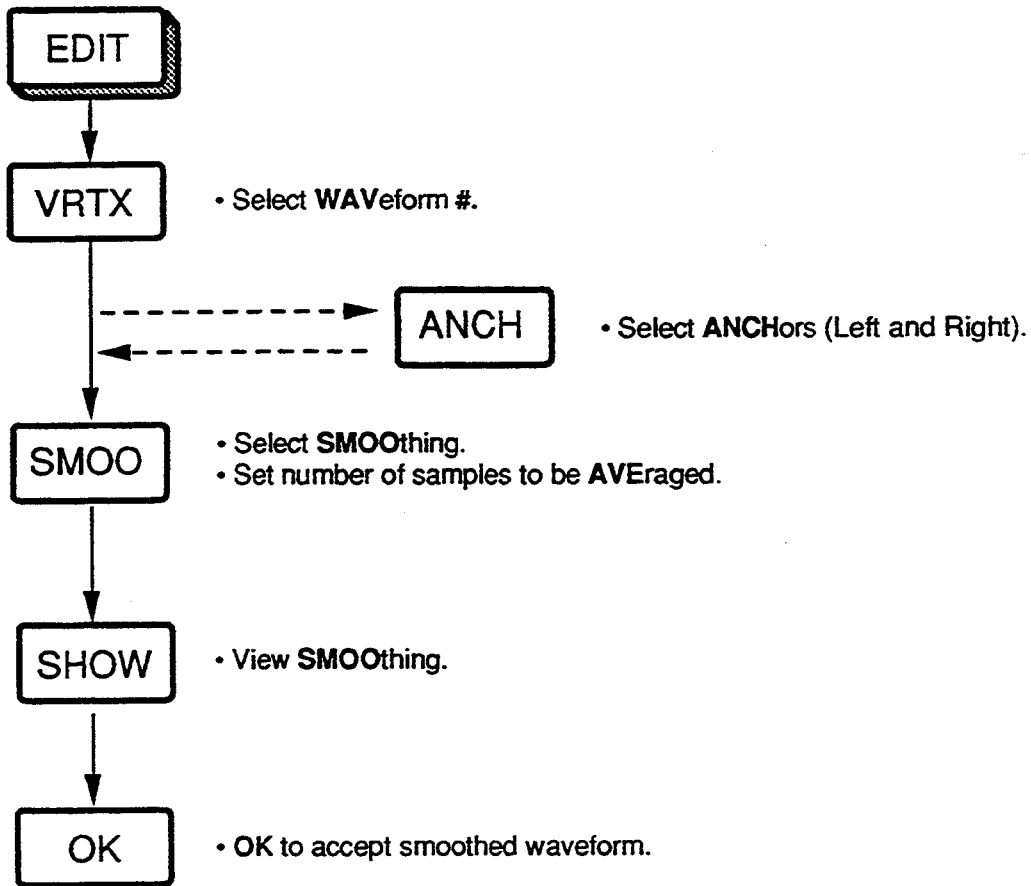 EDIT
VRTX
• Select WAVeform #.
ANCH
• Select ANCHors (Left and Right).
SMOO
• Select SMOOthing.
• Set number of samples to be AVEraged.
SHOW
• View SMOOthing.
OK
• OK to accept smoothed waveform.